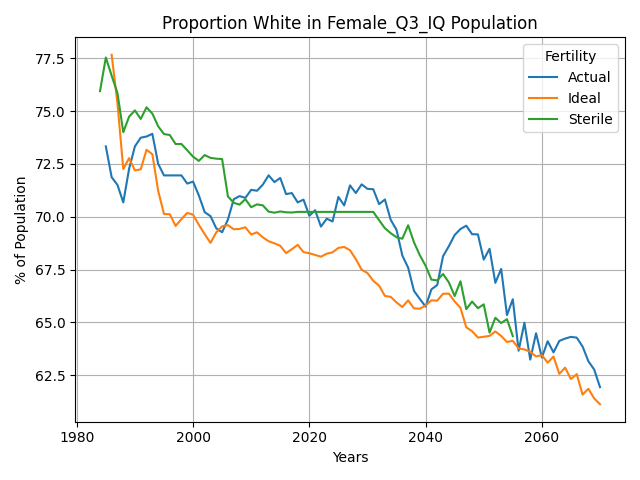 Proportion White in Female_Q3_IQ Population
% of Population
77.5
75.0
72.5
70.0
67.5
65.0
62.5
Fertility
Actual
Ideal
Sterile
1980
2000
2020
2040
2060
Years